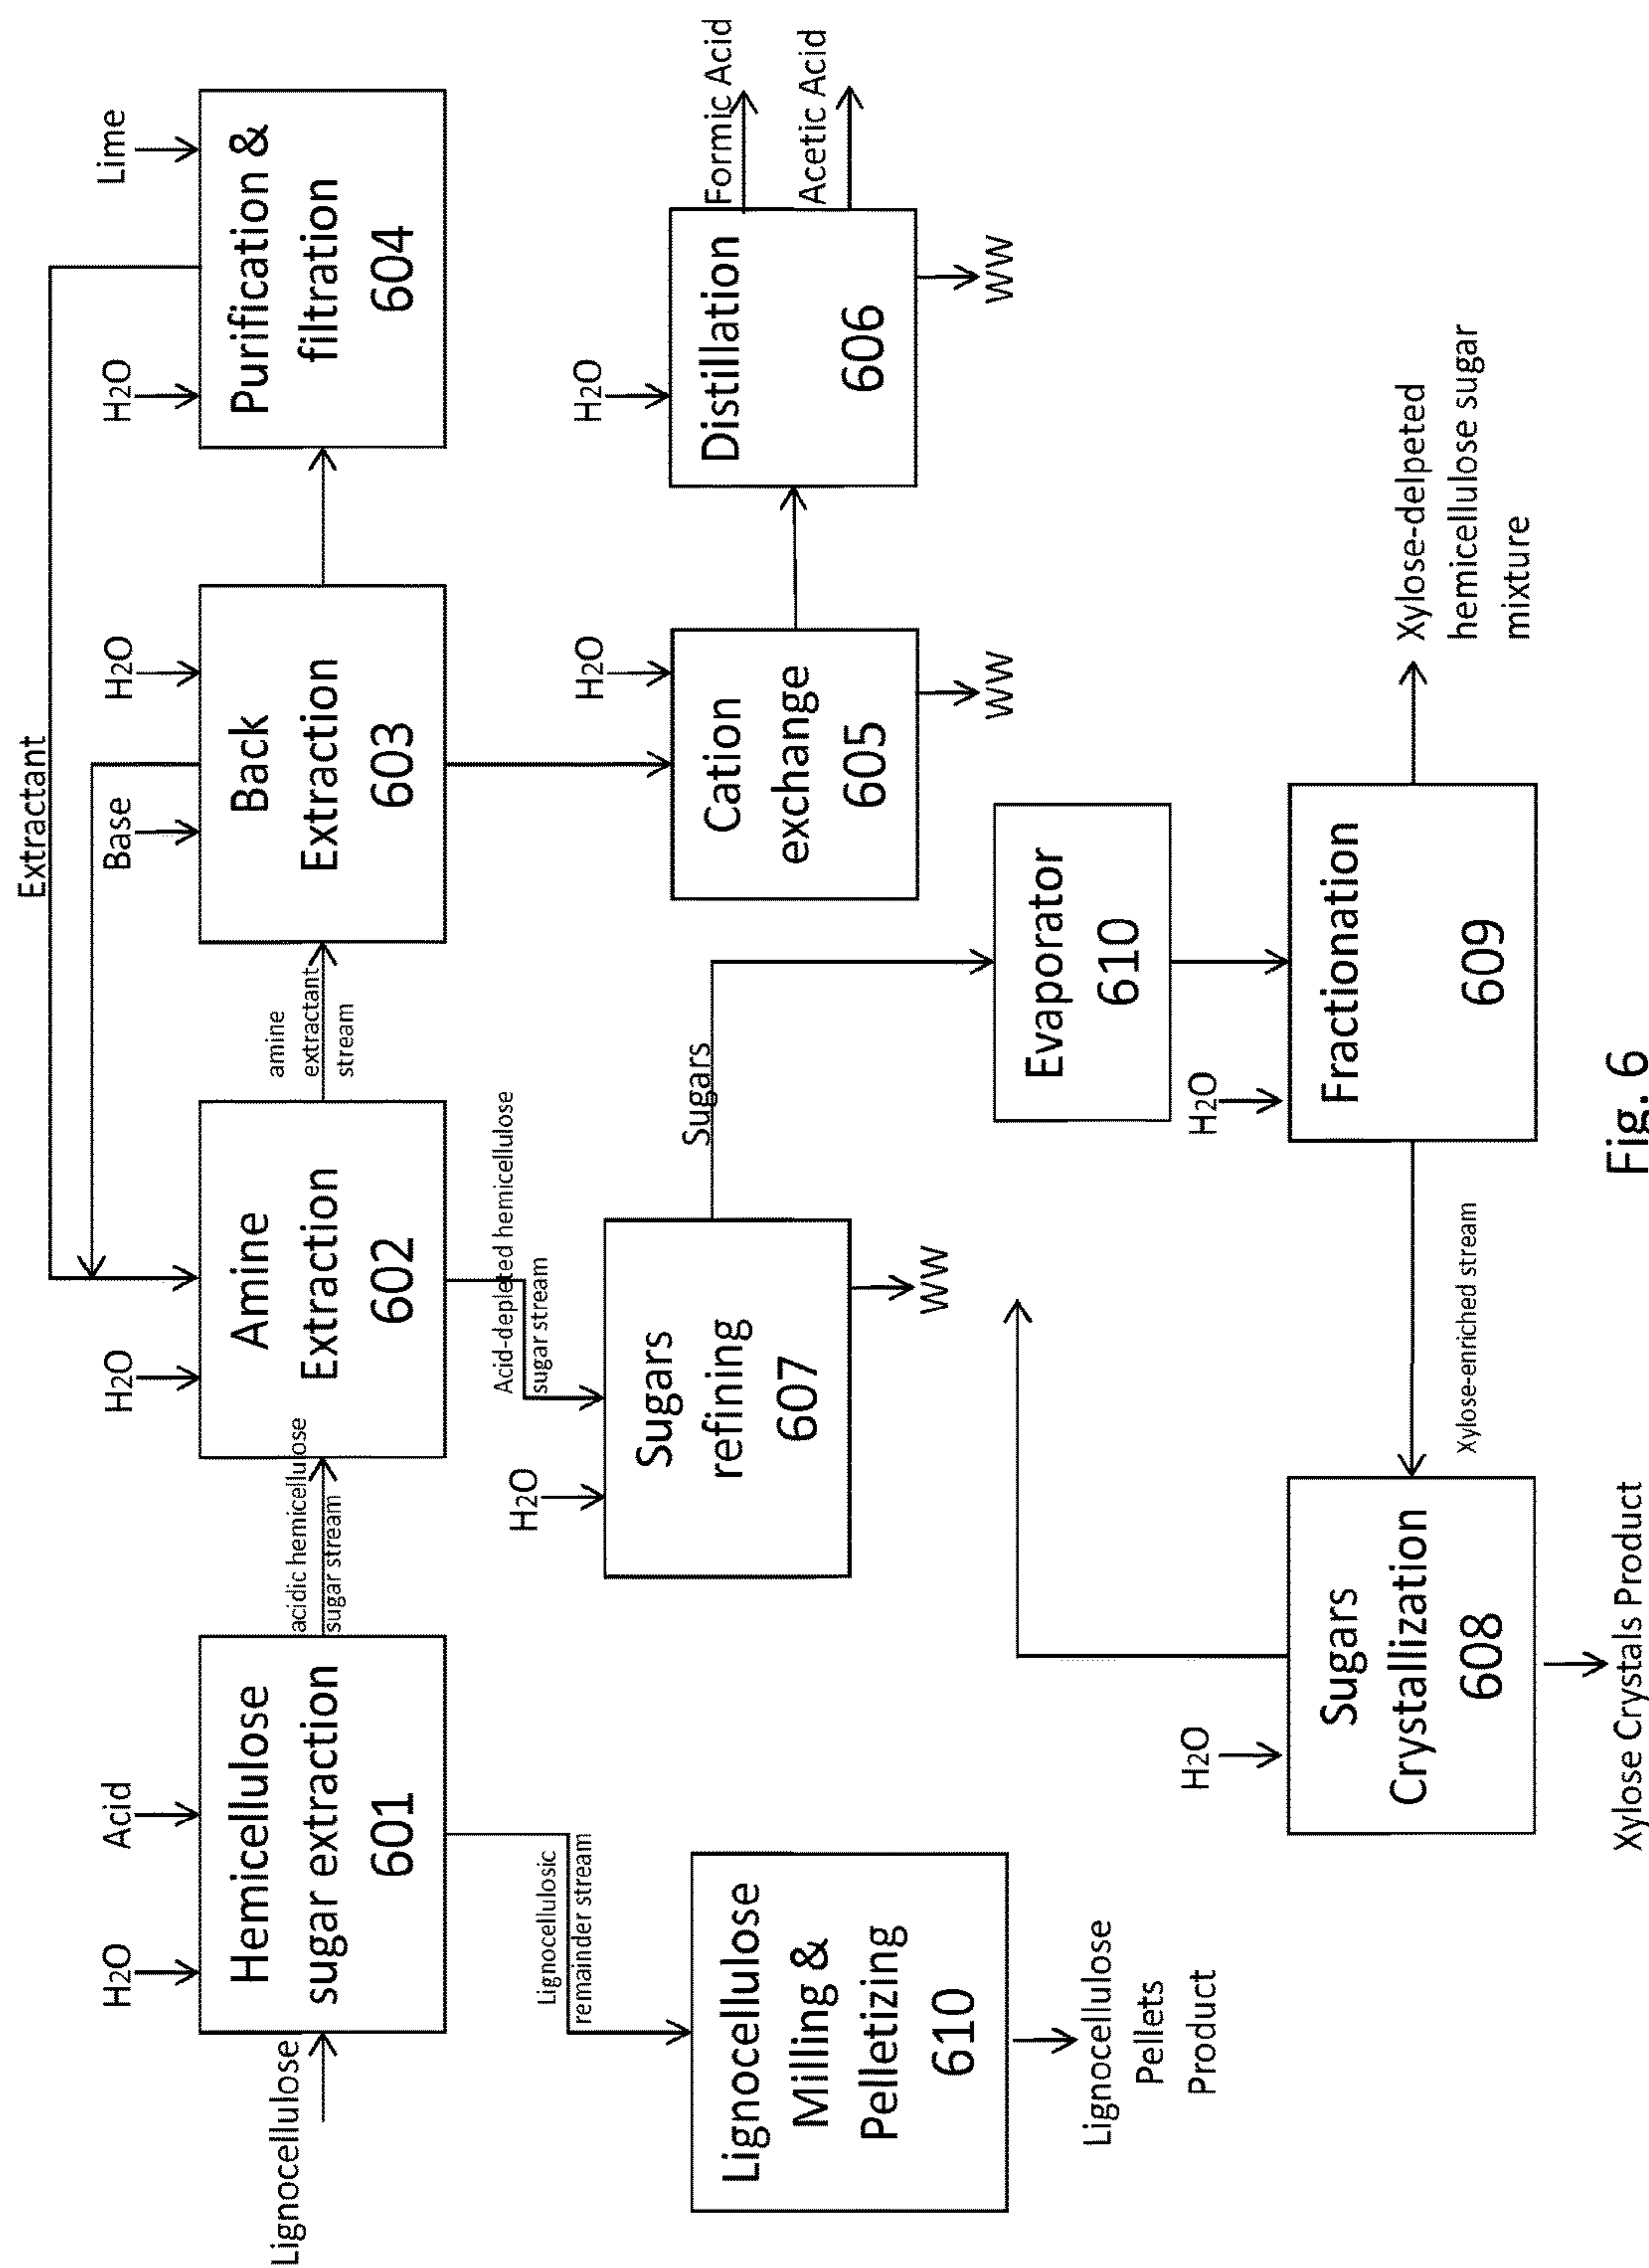 Extractant
H2O
Acid
H2O
Base
H2O
H2O
Lime
Lignocellulose
Hemicellulose
sugar extraction
601
acidic hemicellulose
sugar stream
Amine
Extraction
602
amine
extractant
stream
Back
Extraction
603
Purification &
filtration
604
Lignocellulosic
remainder stream
Acid-depleted hemicellulose
sugar stream
H2O
H2O
H2O
Lignocellulose
Milling &
Pelletizing
610
Sugars
refining
607
Sugars
Cation
exchange
605
Distillation
606
Formic Acid
Acetic Acid
WW
WW
WW
Lignocellulose
Pellets
Product
Evaporator
610
H2O
H2O
Sugars
Crystallization
608
Xylose-enriched stream
Fractionation
609
Xylose-delpeted
hemicellulose sugar
mixture
Xylose Crystals Product
Fig. 6